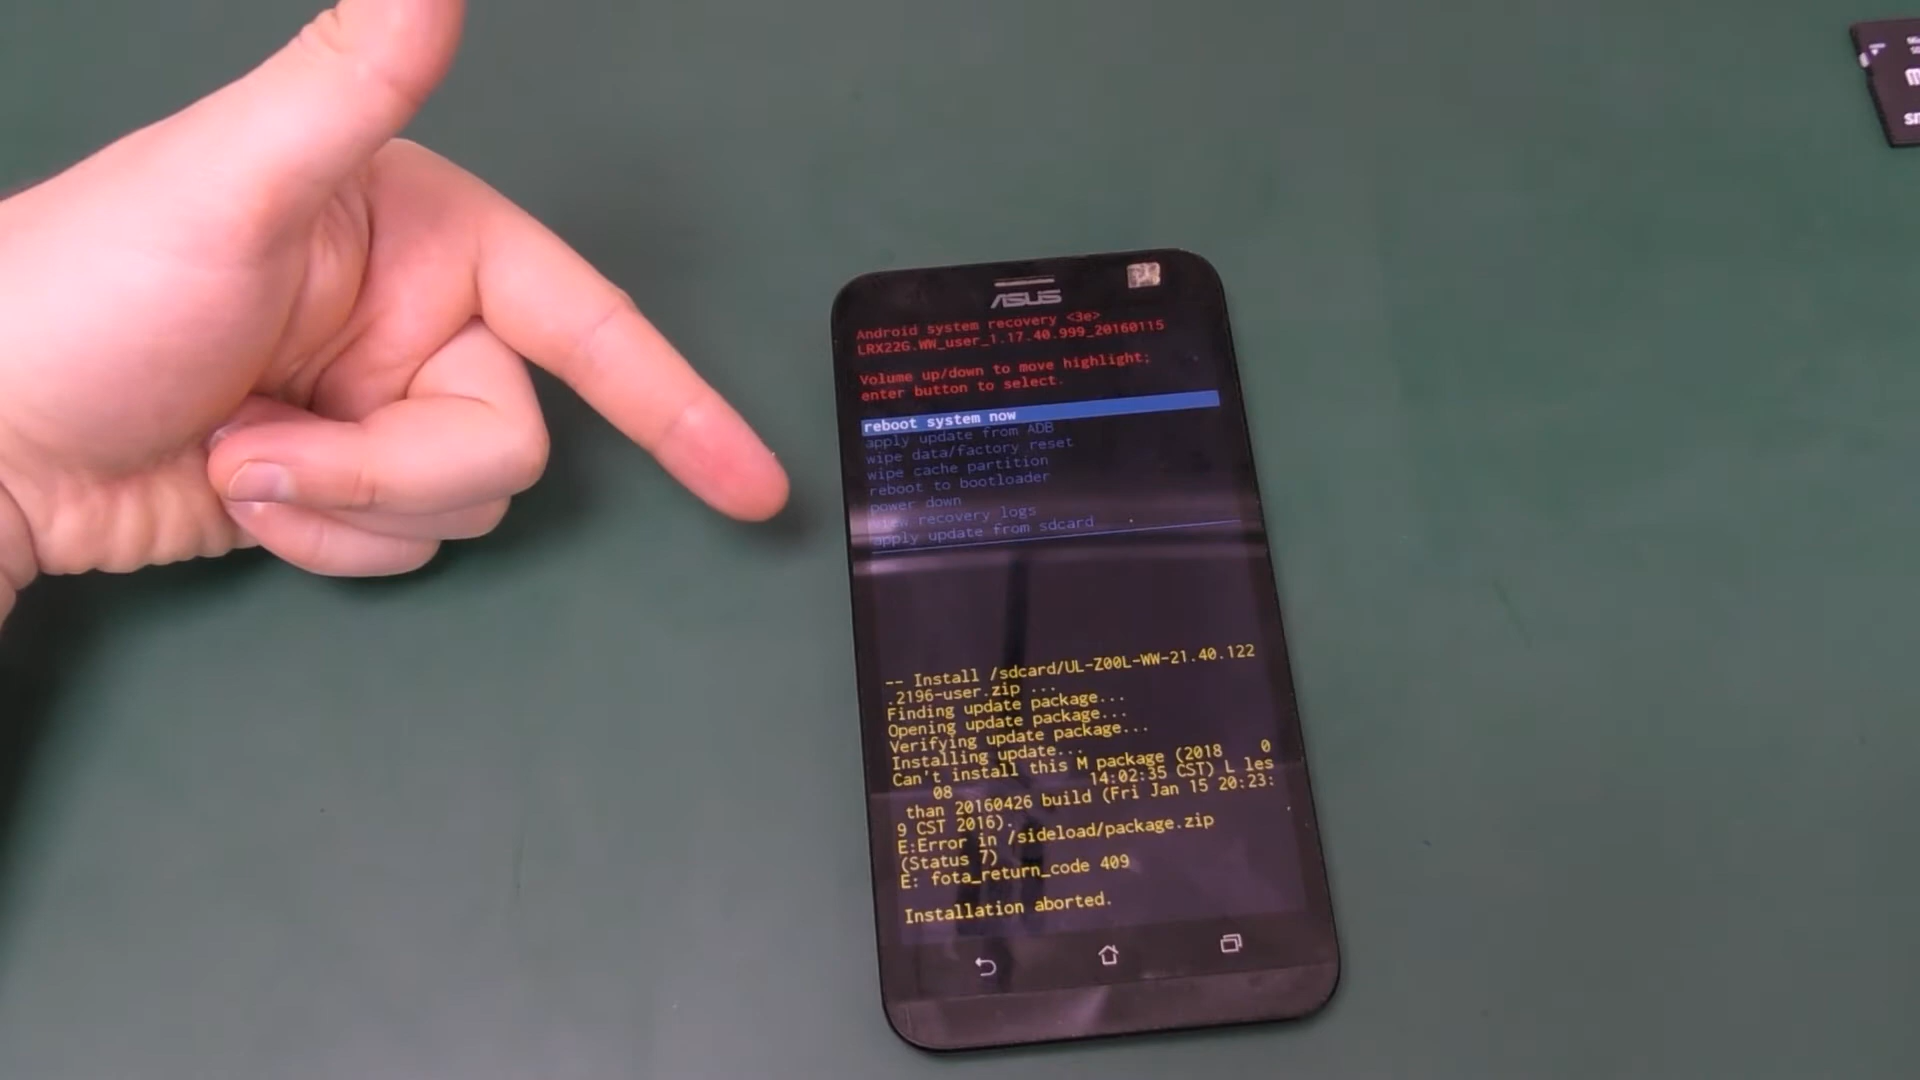 ASUS
Android system recovery <3e>
LRX22G.WW_user_1.17.40.999_20160115
Volume up/down to move highlight;
enter button to select.
reboot system now
apply update from ADB
wipe data/factory reset
wipe cache partition
reboot to bootloader
power down
view recovery logs
apply update from sdcard
-- Install /sdcard/UL-Z00L-WW-21.40.122
.2196-user.zip ...
Finding update package...
Opening update package...
Verifying update package...
Installing update...
Can't install this M package (2018 0
08 14:02:35 CST) L les
than 20160426 build (Fri Jan 15 20:23:
9 CST 2016).
E:Error in /sideload/package.zip
(Status 7)
E: fota_return_code 409
Installation aborted.